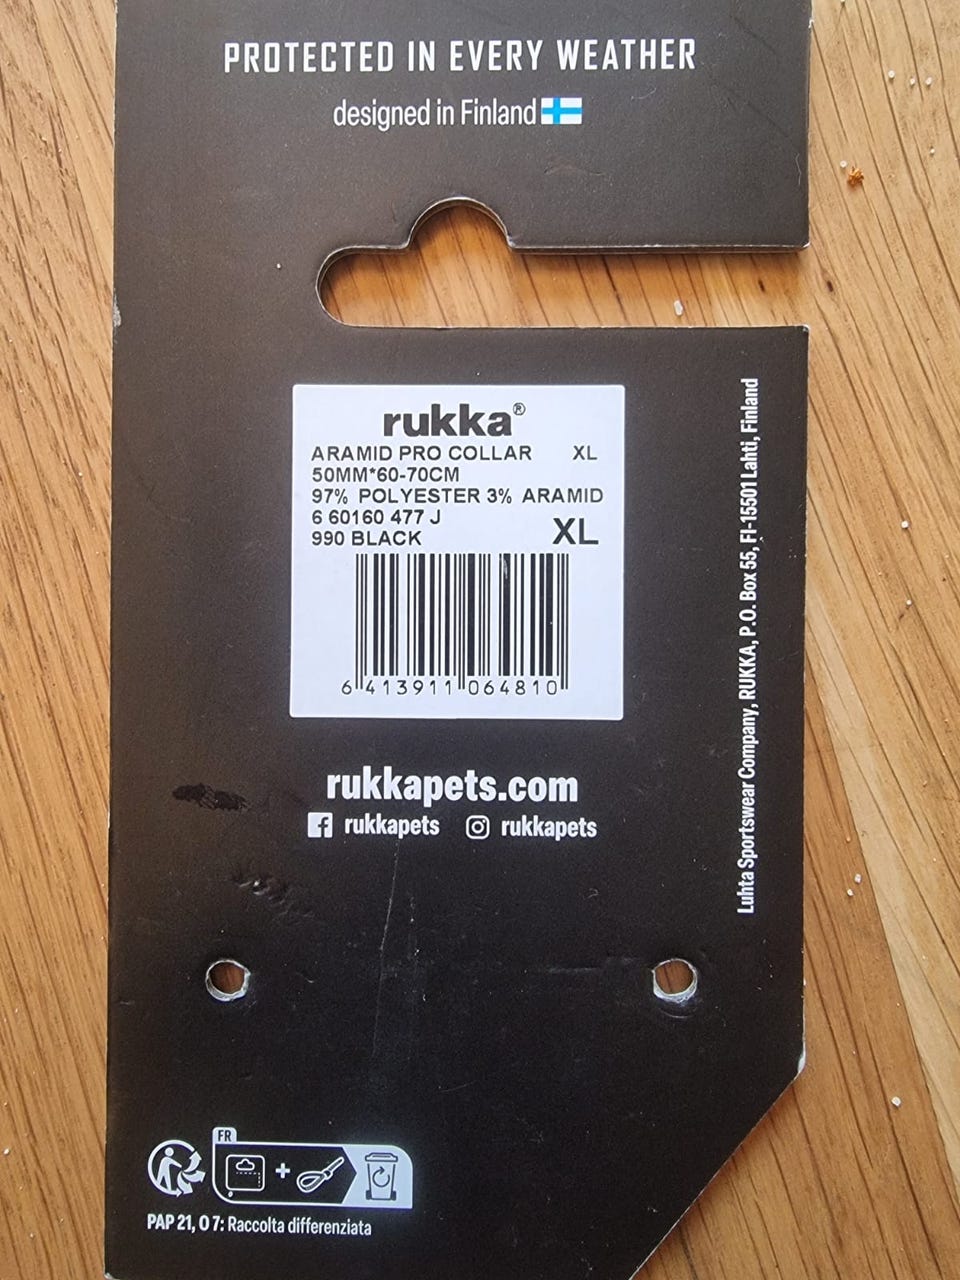 PROTECTED IN EVERY WEATHER
designed in Finland
rukka®
ARAMID PRO COLLAR XL
50MM*60-70CM
97% POLYESTER 3% ARAMID
6 60160 477 J
990 BLACK XL
6 413911 064810
rukkapets.com
rukkapets rukkapets
Luhta Sportswear Company, RUKKA, P.O. Box 55, FI-15501 Lahti, Finland
FR
+
PAP 21, O 7: Raccolta differenziata